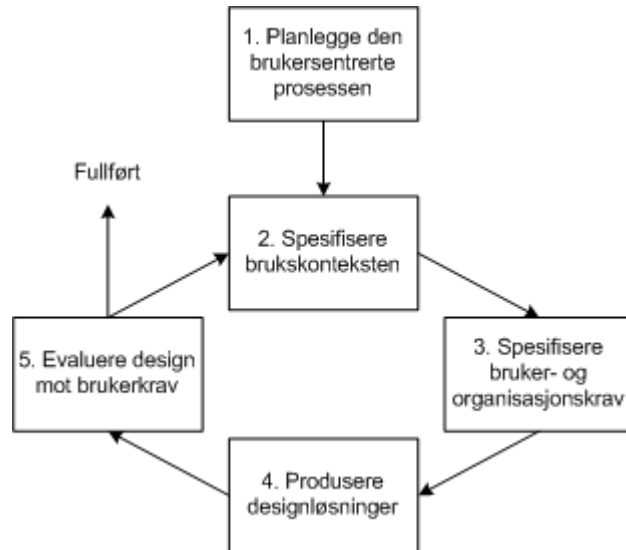 1. Planlegge den
brukersentrerte
prosessen
Fullført
2. Spesifisere
brukskonteksten
3. Spesifisere
bruker- og
organisasjonskrav
4. Produsere
designløsninger
5. Evaluere design
mot brukerkrav